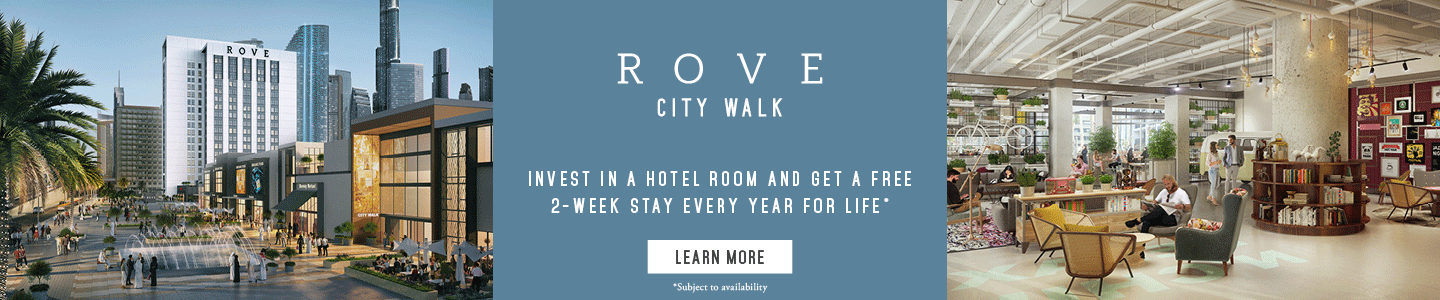 ROVE
CITY WALK
ROVE
CITY WALK
INVEST IN A HOTEL ROOM AND GET A FREE
2-WEEK STAY EVERY YEAR FOR LIFE*
LEARN MORE
*Subject to availability